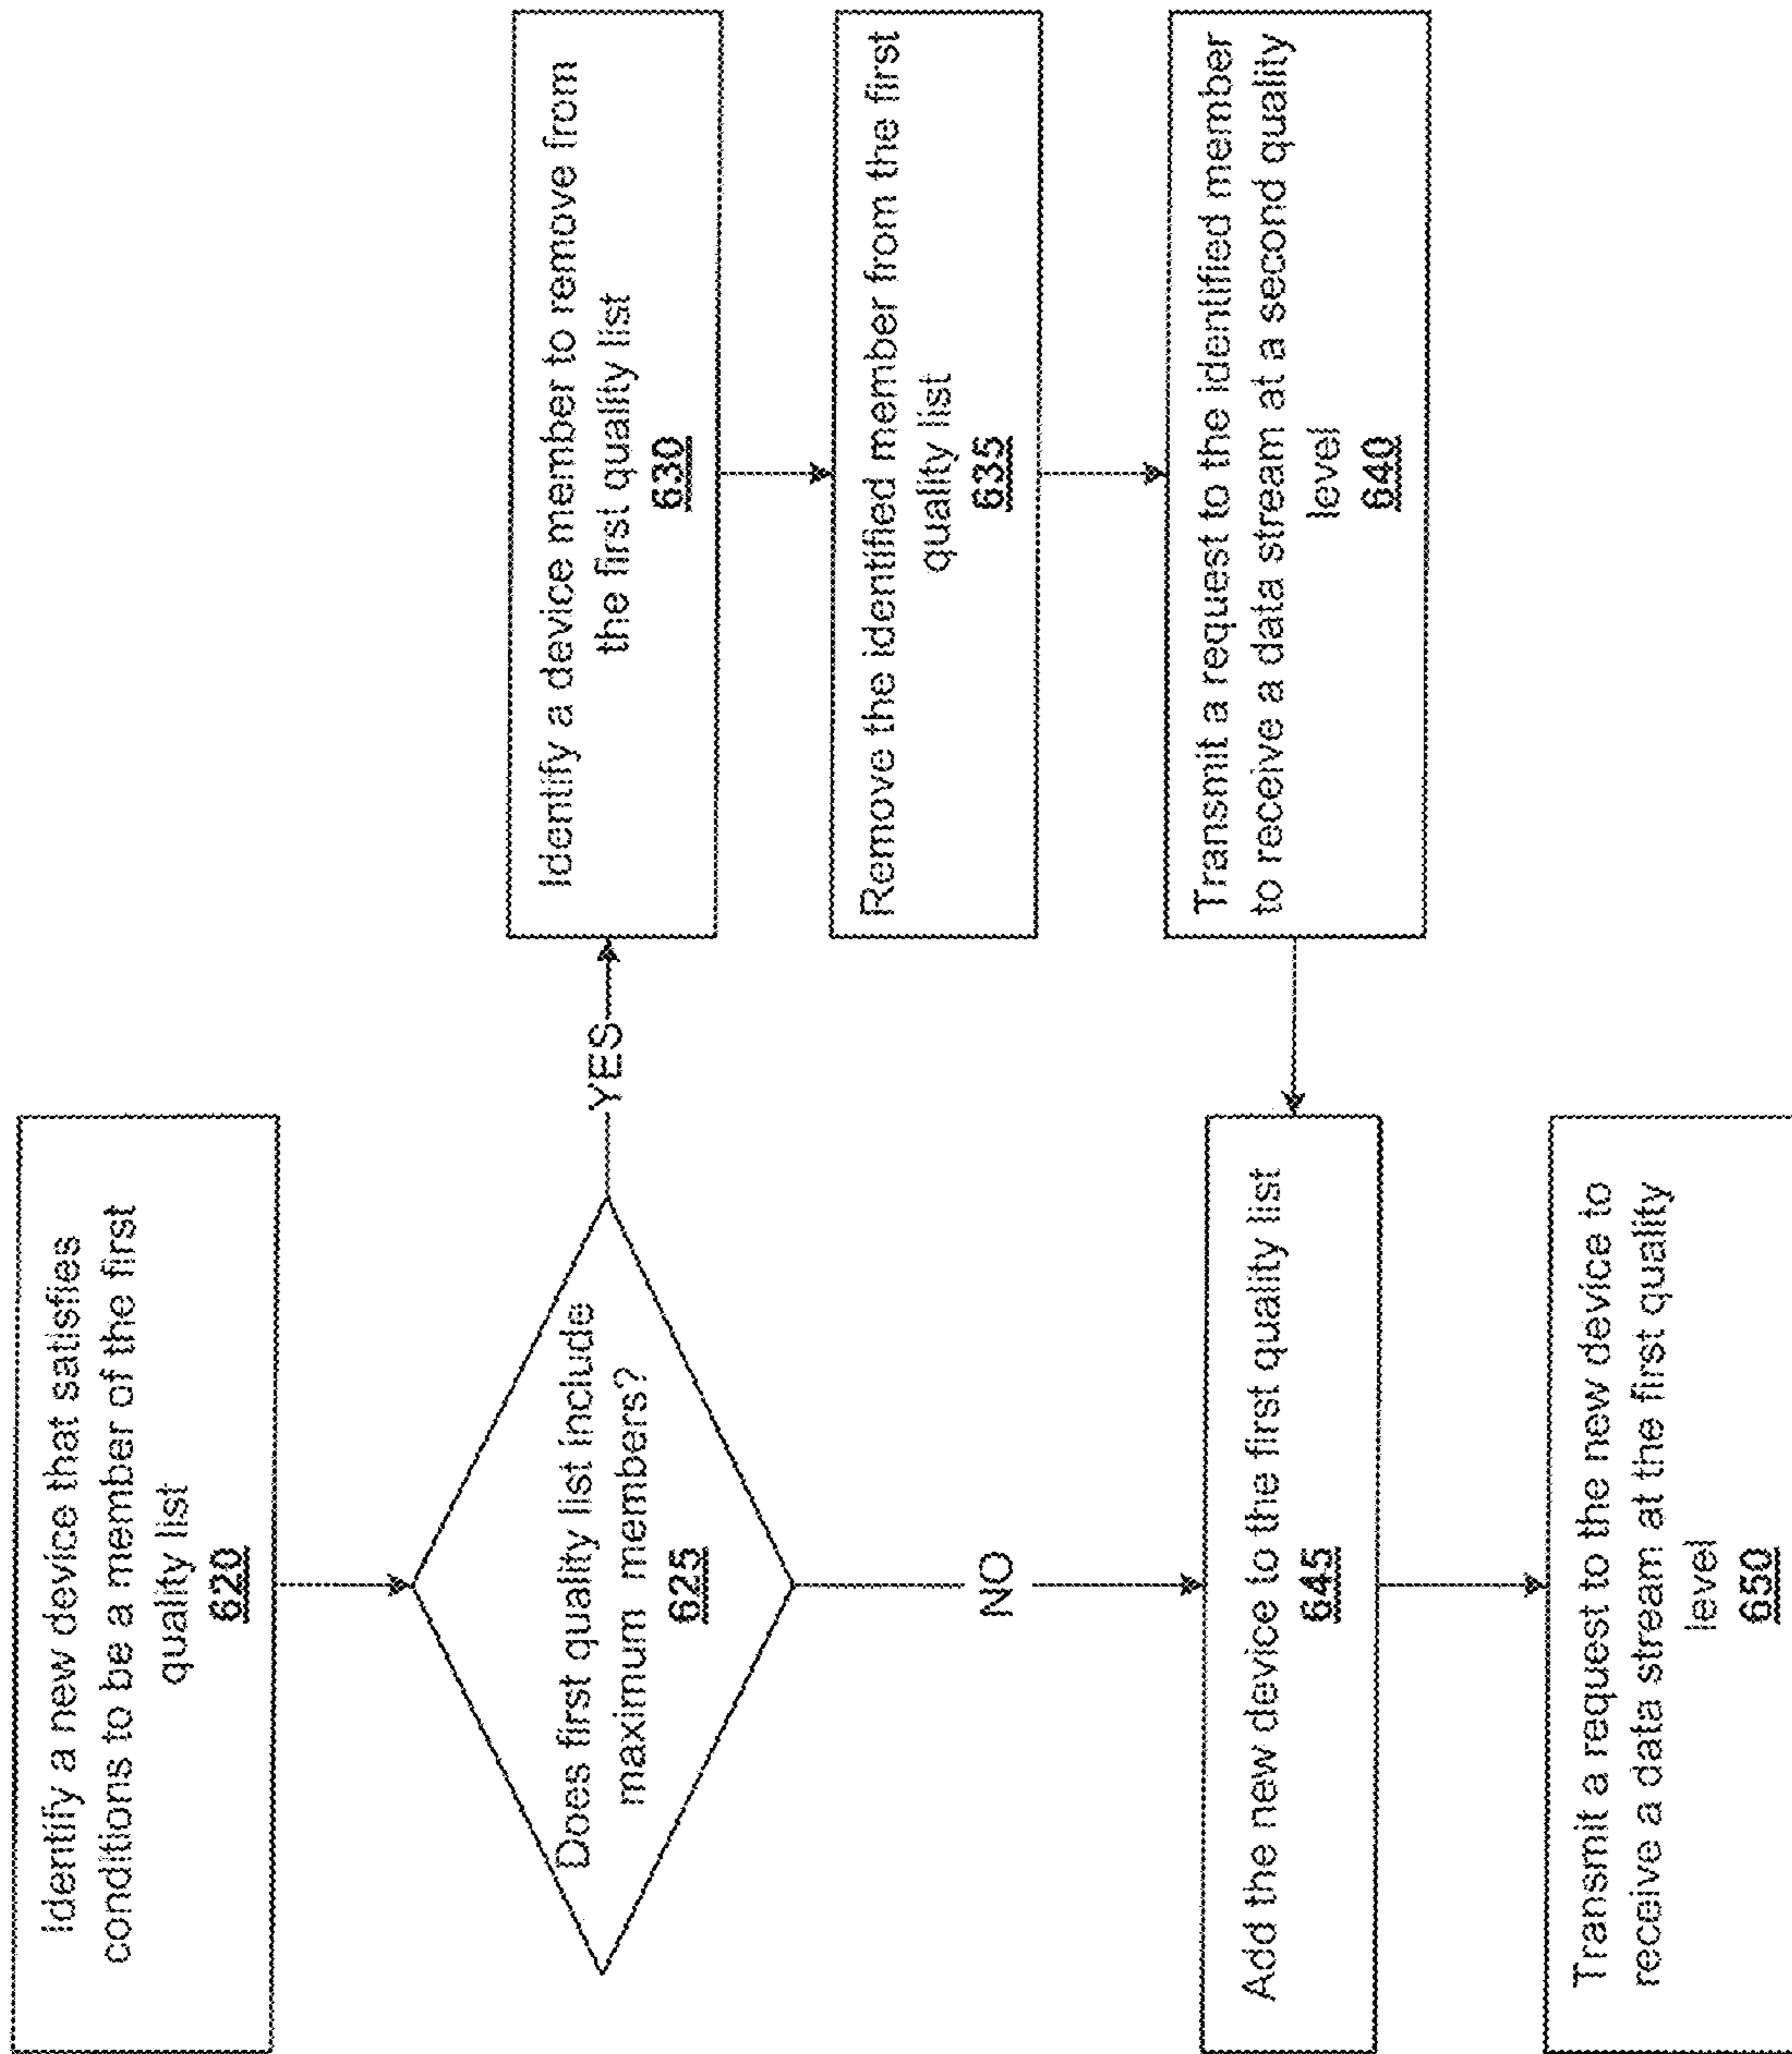 Identify a new device that satisfies
conditions to be a member of the first
quality list
620
Does first quality list include
maximum members?
625
YES
Identify a device member to remove from
the first quality list
630
Remove the identified member from the first
quality list
635
Transmit a request to the identified member
to receive a data stream at a second quality
level
640
NO
Add the new device to the first quality list
645
Transmit a request to the new device to
receive a data stream at the first quality
level
650